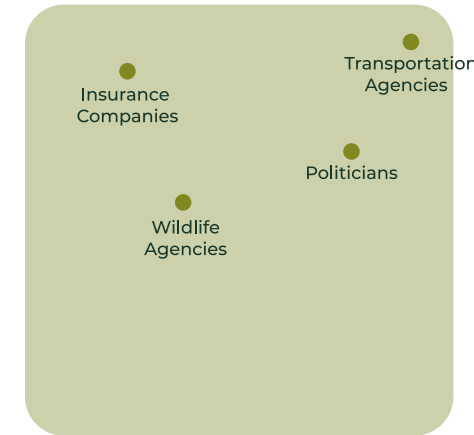 Transportation
Agencies
Insurance
Companies
Politicians
Wildlife
Agencies